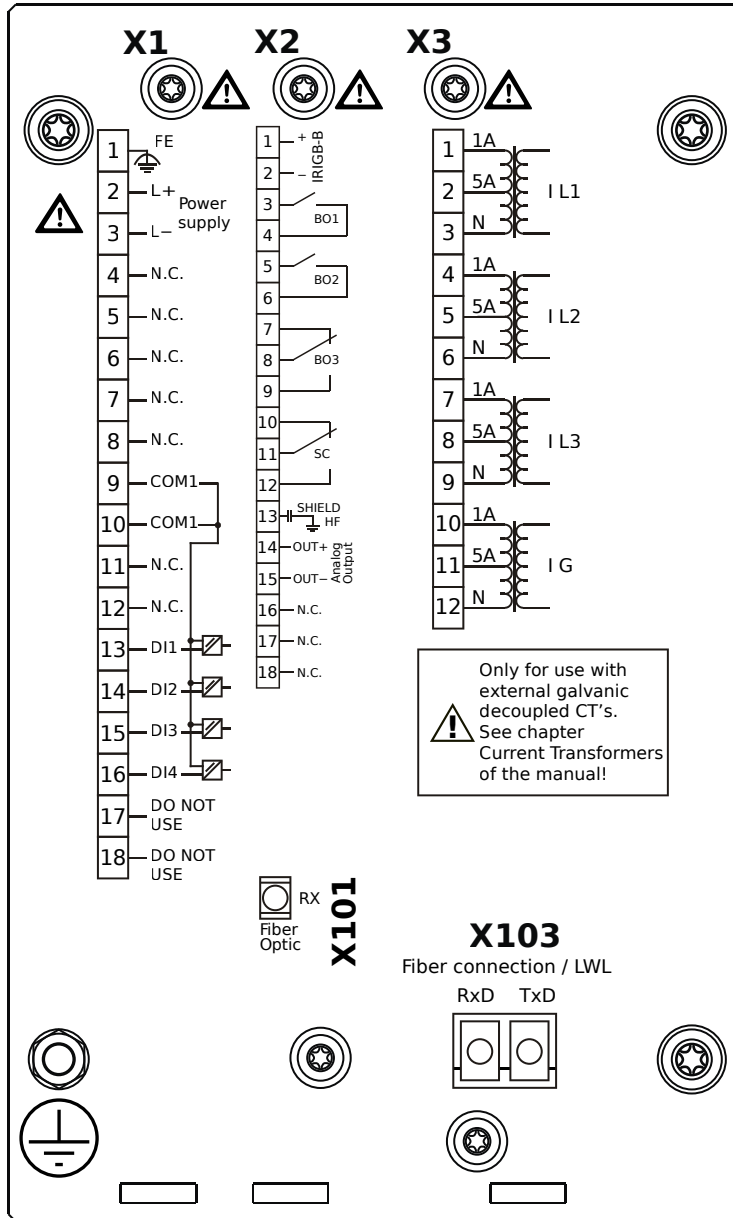 X1
1 FE
2 L+ Power
3 L− supply
4 N.C.
5 N.C.
6 N.C.
7 N.C.
8 N.C.
9 COM1
10 COM1
11 N.C.
12 N.C.
13 DI1
14 DI2
15 DI3
16 DI4
17 DO NOT
USE
18 DO NOT
USE
X2
1 +
IRIGB-B
2 −
3
BO1
4
5
BO2
6
7
8 BO3
9
10
11 SC
12
13 SHIELD
HF
14 OUT+
15 OUT−
Analog
Output
16 N.C.
17 N.C.
18 N.C.
X3
1 1A
2 5A I L1
3 N
4 1A
5 5A I L2
6 N
7 1A
8 5A I L3
9 N
10 1A
11 5A I G
12 N
Only for use with
external galvanic
decoupled CT's.
See chapter
Current Transformers
of the manual!
RX
Fiber
Optic
X101
X103
Fiber connection / LWL
RxD TxD